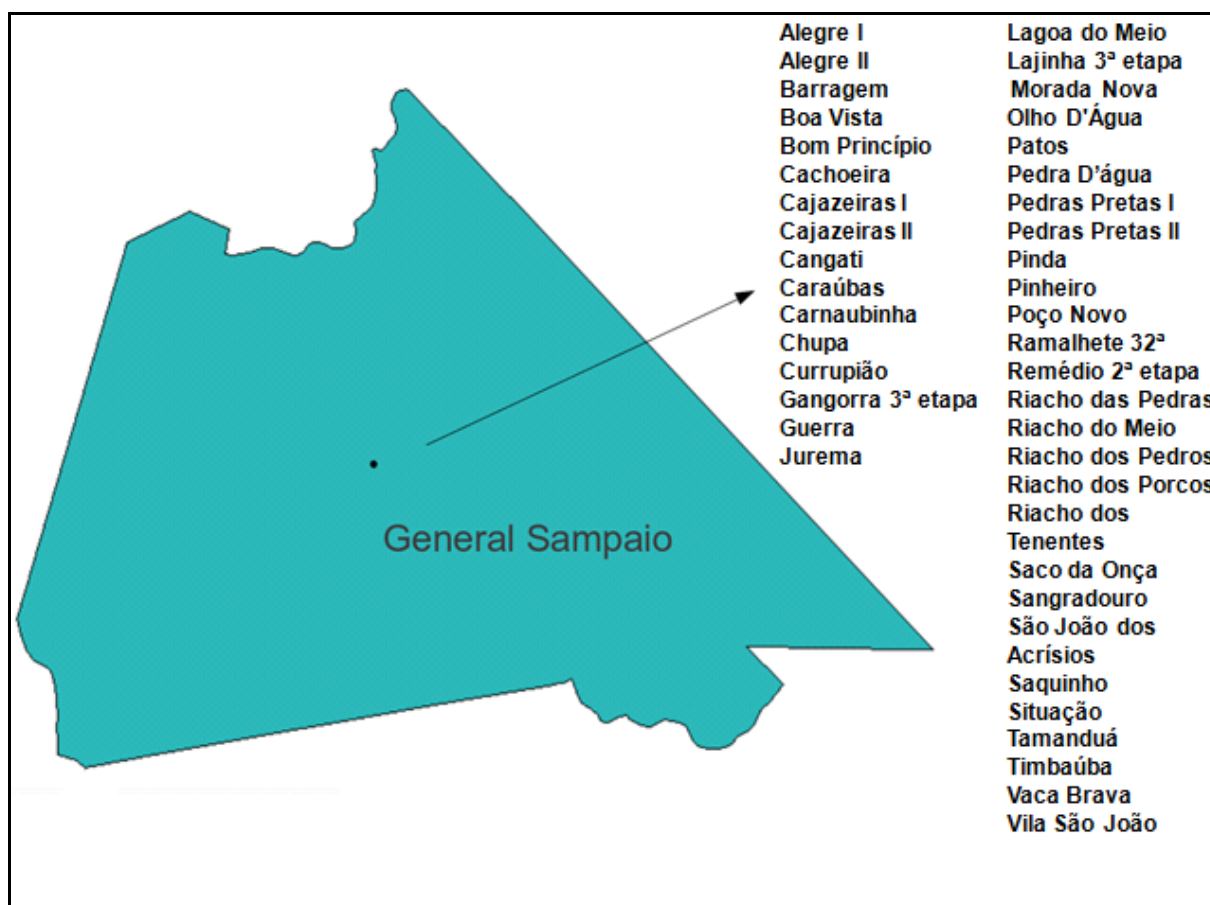 Alegre I
Alegre II
Barragem
Boa Vista
Bom Princípio
Cachoeira
Cajazeiras I
Cajazeiras II
Cangati
Caraúbas
Carnaubinha
Chupa
Currupião
Gangorra 3ª etapa
Guerra
Jurema
Lagoa do Meio
Lajinha 3ª etapa
Morada Nova
Olho D'Água
Patos
Pedra D’água
Pedras Pretas I
Pedras Pretas II
Pinda
Pinheiro
Poço Novo
Ramalhete 32ª
Remédio 2ª etapa
Riacho das Pedras
Riacho do Meio
Riacho dos Pedros
Riacho dos Porcos
Riacho dos
Tenentes
Saco da Onça
Sangradouro
São João dos
Acrísios
Saquinho
Situação
Tamanduá
Timbaúba
Vaca Brava
Vila São João
General Sampaio